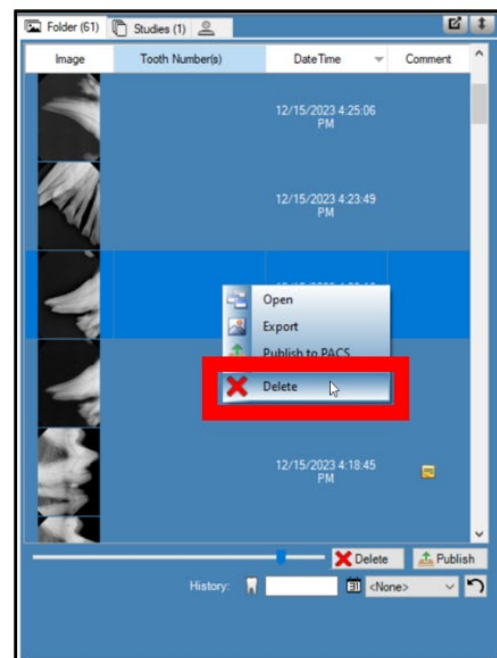 Folder (61) Studies (1)
Image Tooth Number(s) DateTime Comment
12/15/2023 4:25:06
PM
12/15/2023 4:23:49
PM
Open
Export
Publish to PACS
Delete
12/15/2023 4:18:45
PM
Delete Publish
History: <None>